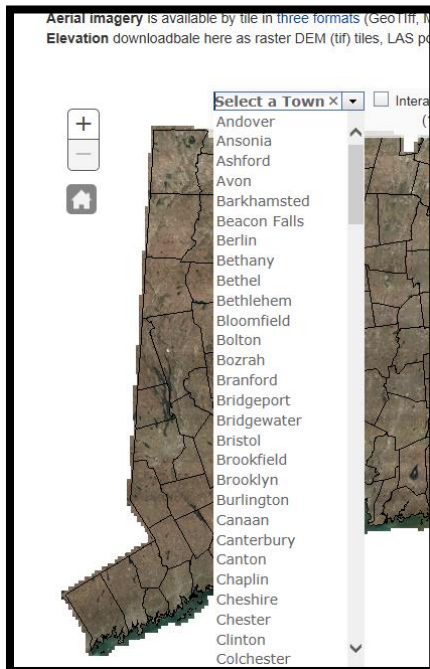 Aerial imagery is available by tile in three formats (GeoTiff, M
Elevation downloadbale here as raster DEM (tif) tiles, LAS po
Select a Town
Intera
(
Andover
Ansonia
Ashford
Avon
Barkhamsted
Beacon Falls
Berlin
Bethany
Bethel
Bethlehem
Bloomfield
Bolton
Bozrah
Branford
Bridgeport
Bridgewater
Bristol
Brookfield
Brooklyn
Burlington
Canaan
Canterbury
Canton
Chaplin
Cheshire
Chester
Clinton
Colchester